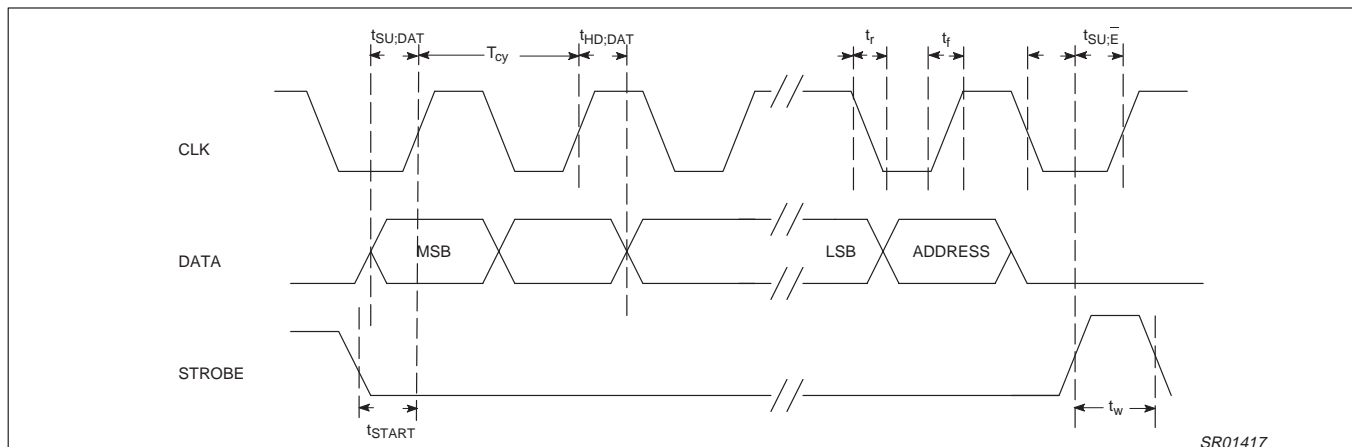 tSU;DAT
Tcy
tHD;DAT
tr
tf
tSU;E̅
CLK
DATA
MSB
LSB
ADDRESS
STROBE
tSTART
tw
SR01417